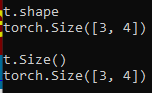 t.shape
torch.Size([3, 4])
t.Size()
torch.Size([3, 4])